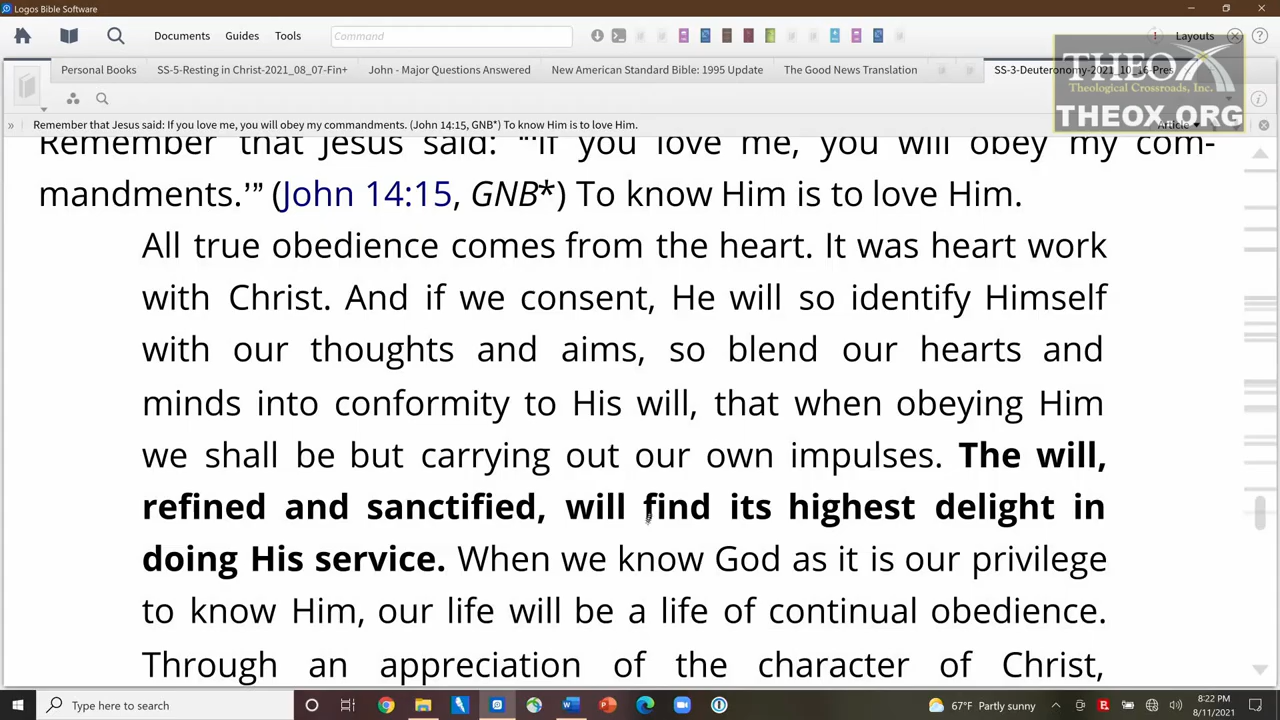 Logos Bible Software
Documents Guides Tools Command Layouts
Personal Books SS-5-Resting in Christ-2021_08_07-Fin+ New American Standard Bible: 1995 Update The Good News Translation SS-3-Deuteronomy-2021_10_16-Pres
THEOX
Theological Crossroads, Inc.
THEOX.ORG
Remember that Jesus said: If you love me, you will obey my commandments. (John 14:15, GNB*) To know Him is to love Him. Article
Remember that Jesus said: "'If you love me, you will obey my com-
mandments.'" (John 14:15, GNB*) To know Him is to love Him.
All true obedience comes from the heart. It was heart work
with Christ. And if we consent, He will so identify Himself
with our thoughts and aims, so blend our hearts and
minds into conformity to His will, that when obeying Him
we shall be but carrying out our own impulses. The will,
refined and sanctified, will find its highest delight in
doing His service. When we know God as it is our privilege
to know Him, our life will be a life of continual obedience.
Through an appreciation of the character of Christ,
Type here to search
67°F Partly sunny
8:22 PM
8/11/2021